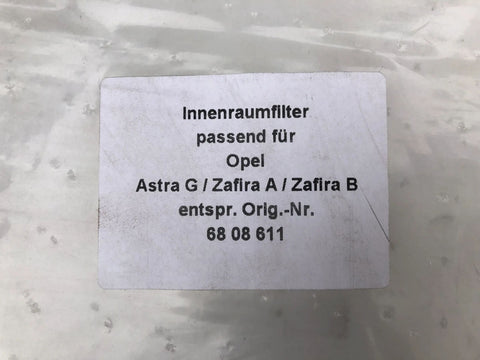 Innenraumfilter
passend für
Opel
Astra G / Zafira A / Zafira B
entspr. Orig.-Nr.
68 08 611